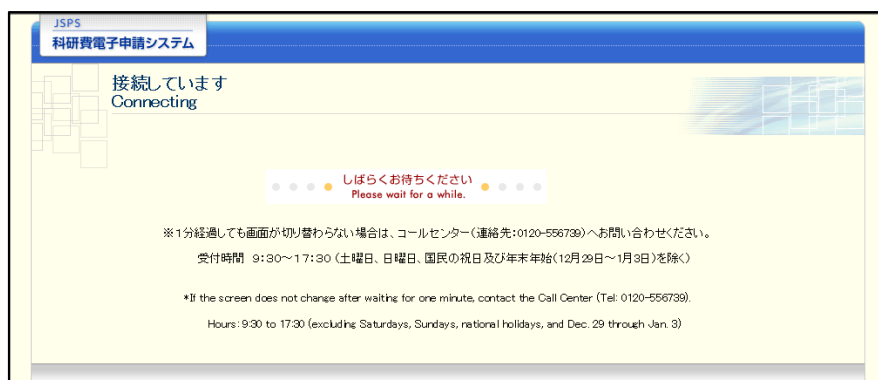 JSPS
科研費電子申請システム
接続しています
Connecting
しばらくお待ちください
Please wait for a while.
※1分経過しても画面が切り替わらない場合は、コールセンター(連絡先:0120-556739)へお問い合わせください。
受付時間 9:30～17:30 (土曜日、日曜日、国民の祝日及び年末年始(12月29日～1月3日)を除く)
*If the screen does not change after waiting for one minute, contact the Call Center (Tel: 0120-556739).
Hours: 9:30 to 17:30 (excluding Saturdays, Sundays, national holidays, and Dec. 29 through Jan. 3)